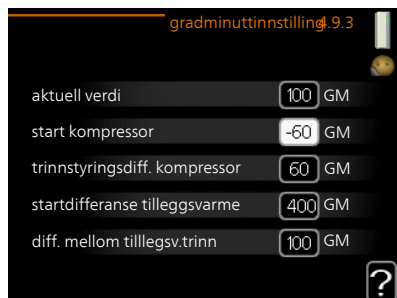 gradminuttinnstilling4.9.3
aktuell verdi 100 GM
start kompressor -60 GM
trinnstyringsdiff. kompressor 60 GM
startdifferanse tilleggsvarme 400 GM
diff. mellom tilllegsv.trinn 100 GM
?